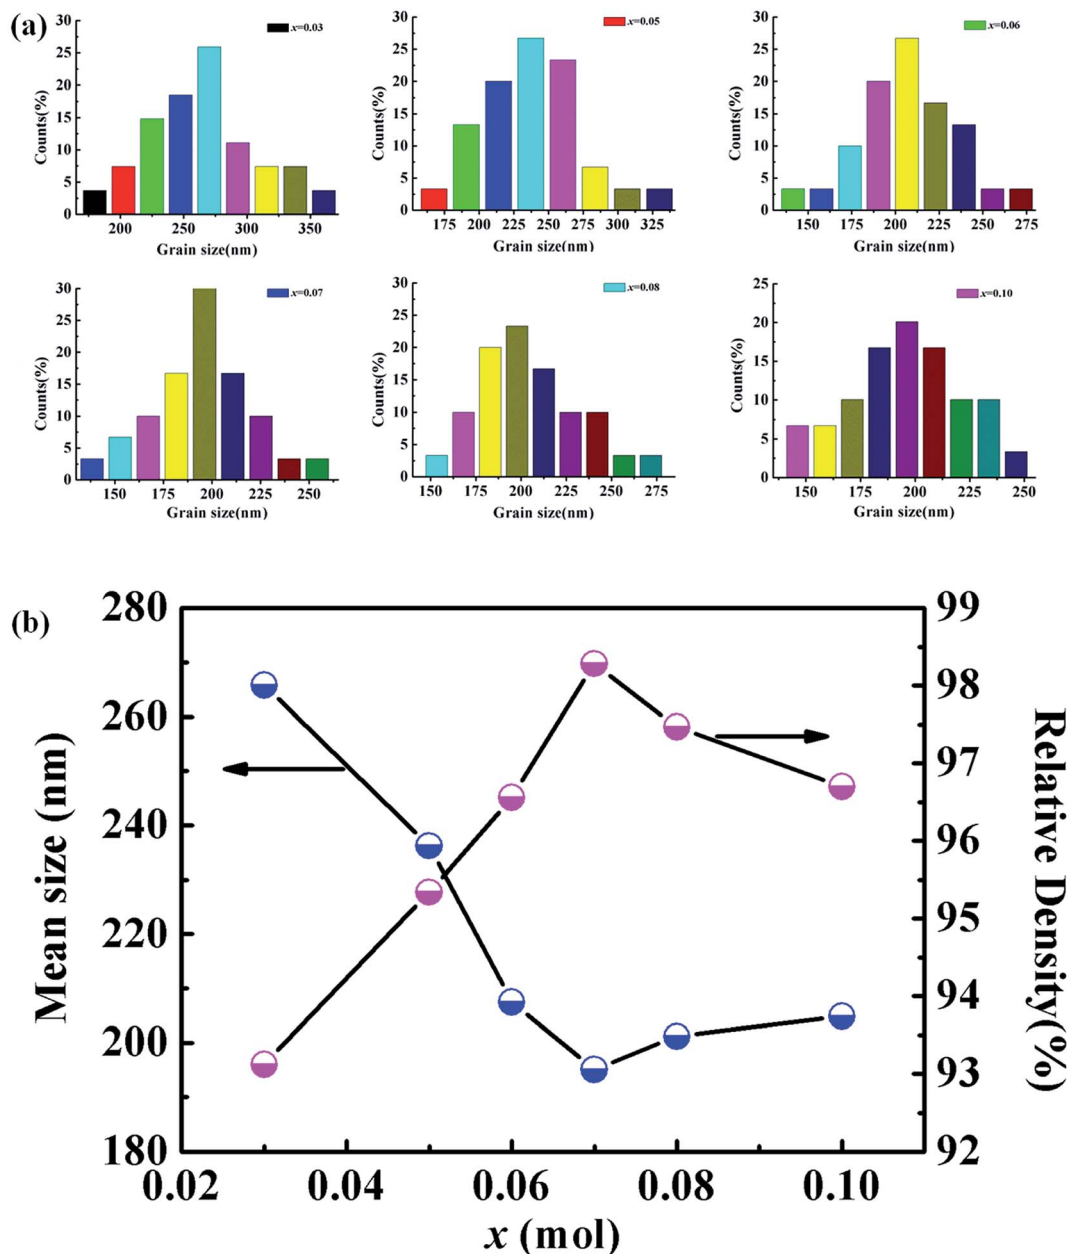 (a)
x=0.03
30
25
20
15
10
5
0
Counts(%)
200 250 300 350
Grain size(nm)
x=0.05
30
25
20
15
10
5
0
Counts(%)
175 200 225 250 275 300 325
Grain size(nm)
x=0.06
30
25
20
15
10
5
0
Counts(%)
150 175 200 225 250 275
Grain size(nm)
x=0.07
30
25
20
15
10
5
0
Counts(%)
150 175 200 225 250
Grain size(nm)
x=0.08
30
25
20
15
10
5
0
Counts(%)
150 175 200 225 250 275
Grain size(nm)
x=0.10
25
20
15
10
5
0
Counts(%)
150 175 200 225 250
Grain size(nm)
(b)
280
260
240
220
200
180
Mean size (nm)
99
98
97
96
95
94
93
92
Relative Density(%)
0.02 0.04 0.06 0.08 0.10
x (mol)